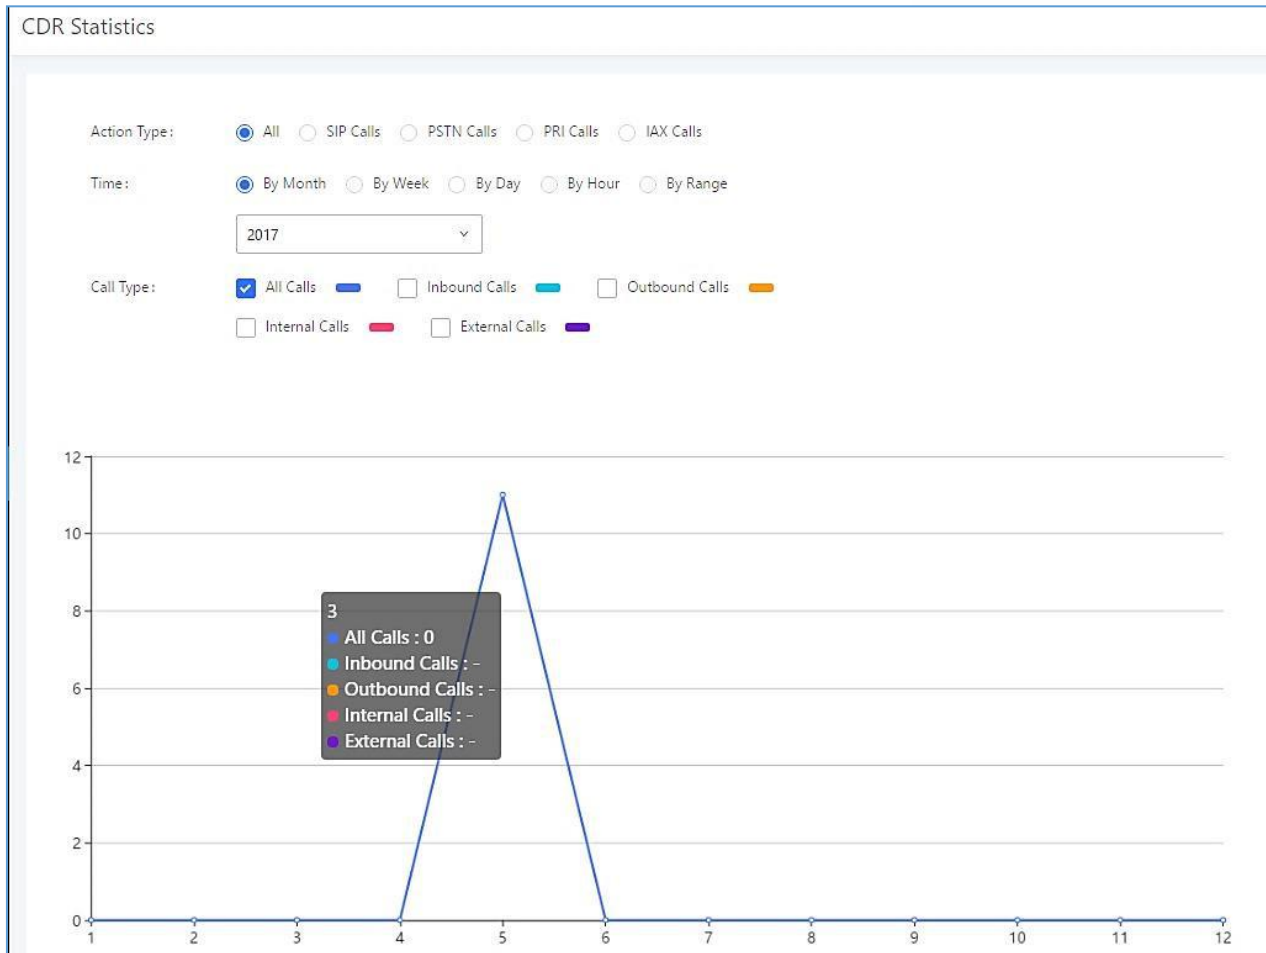 CDR Statistics
Action Type: All SIP Calls PSTN Calls PRI Calls IAX Calls
Time: By Month By Week By Day By Hour By Range
2017
Call Type: All Calls Inbound Calls Outbound Calls
Internal Calls External Calls
12
10
8
3
All Calls : 0
Inbound Calls : -
6
Outbound Calls : -
Internal Calls : -
External Calls : -
4
2
0
1 2 3 4 5 6 7 8 9 10 11 12